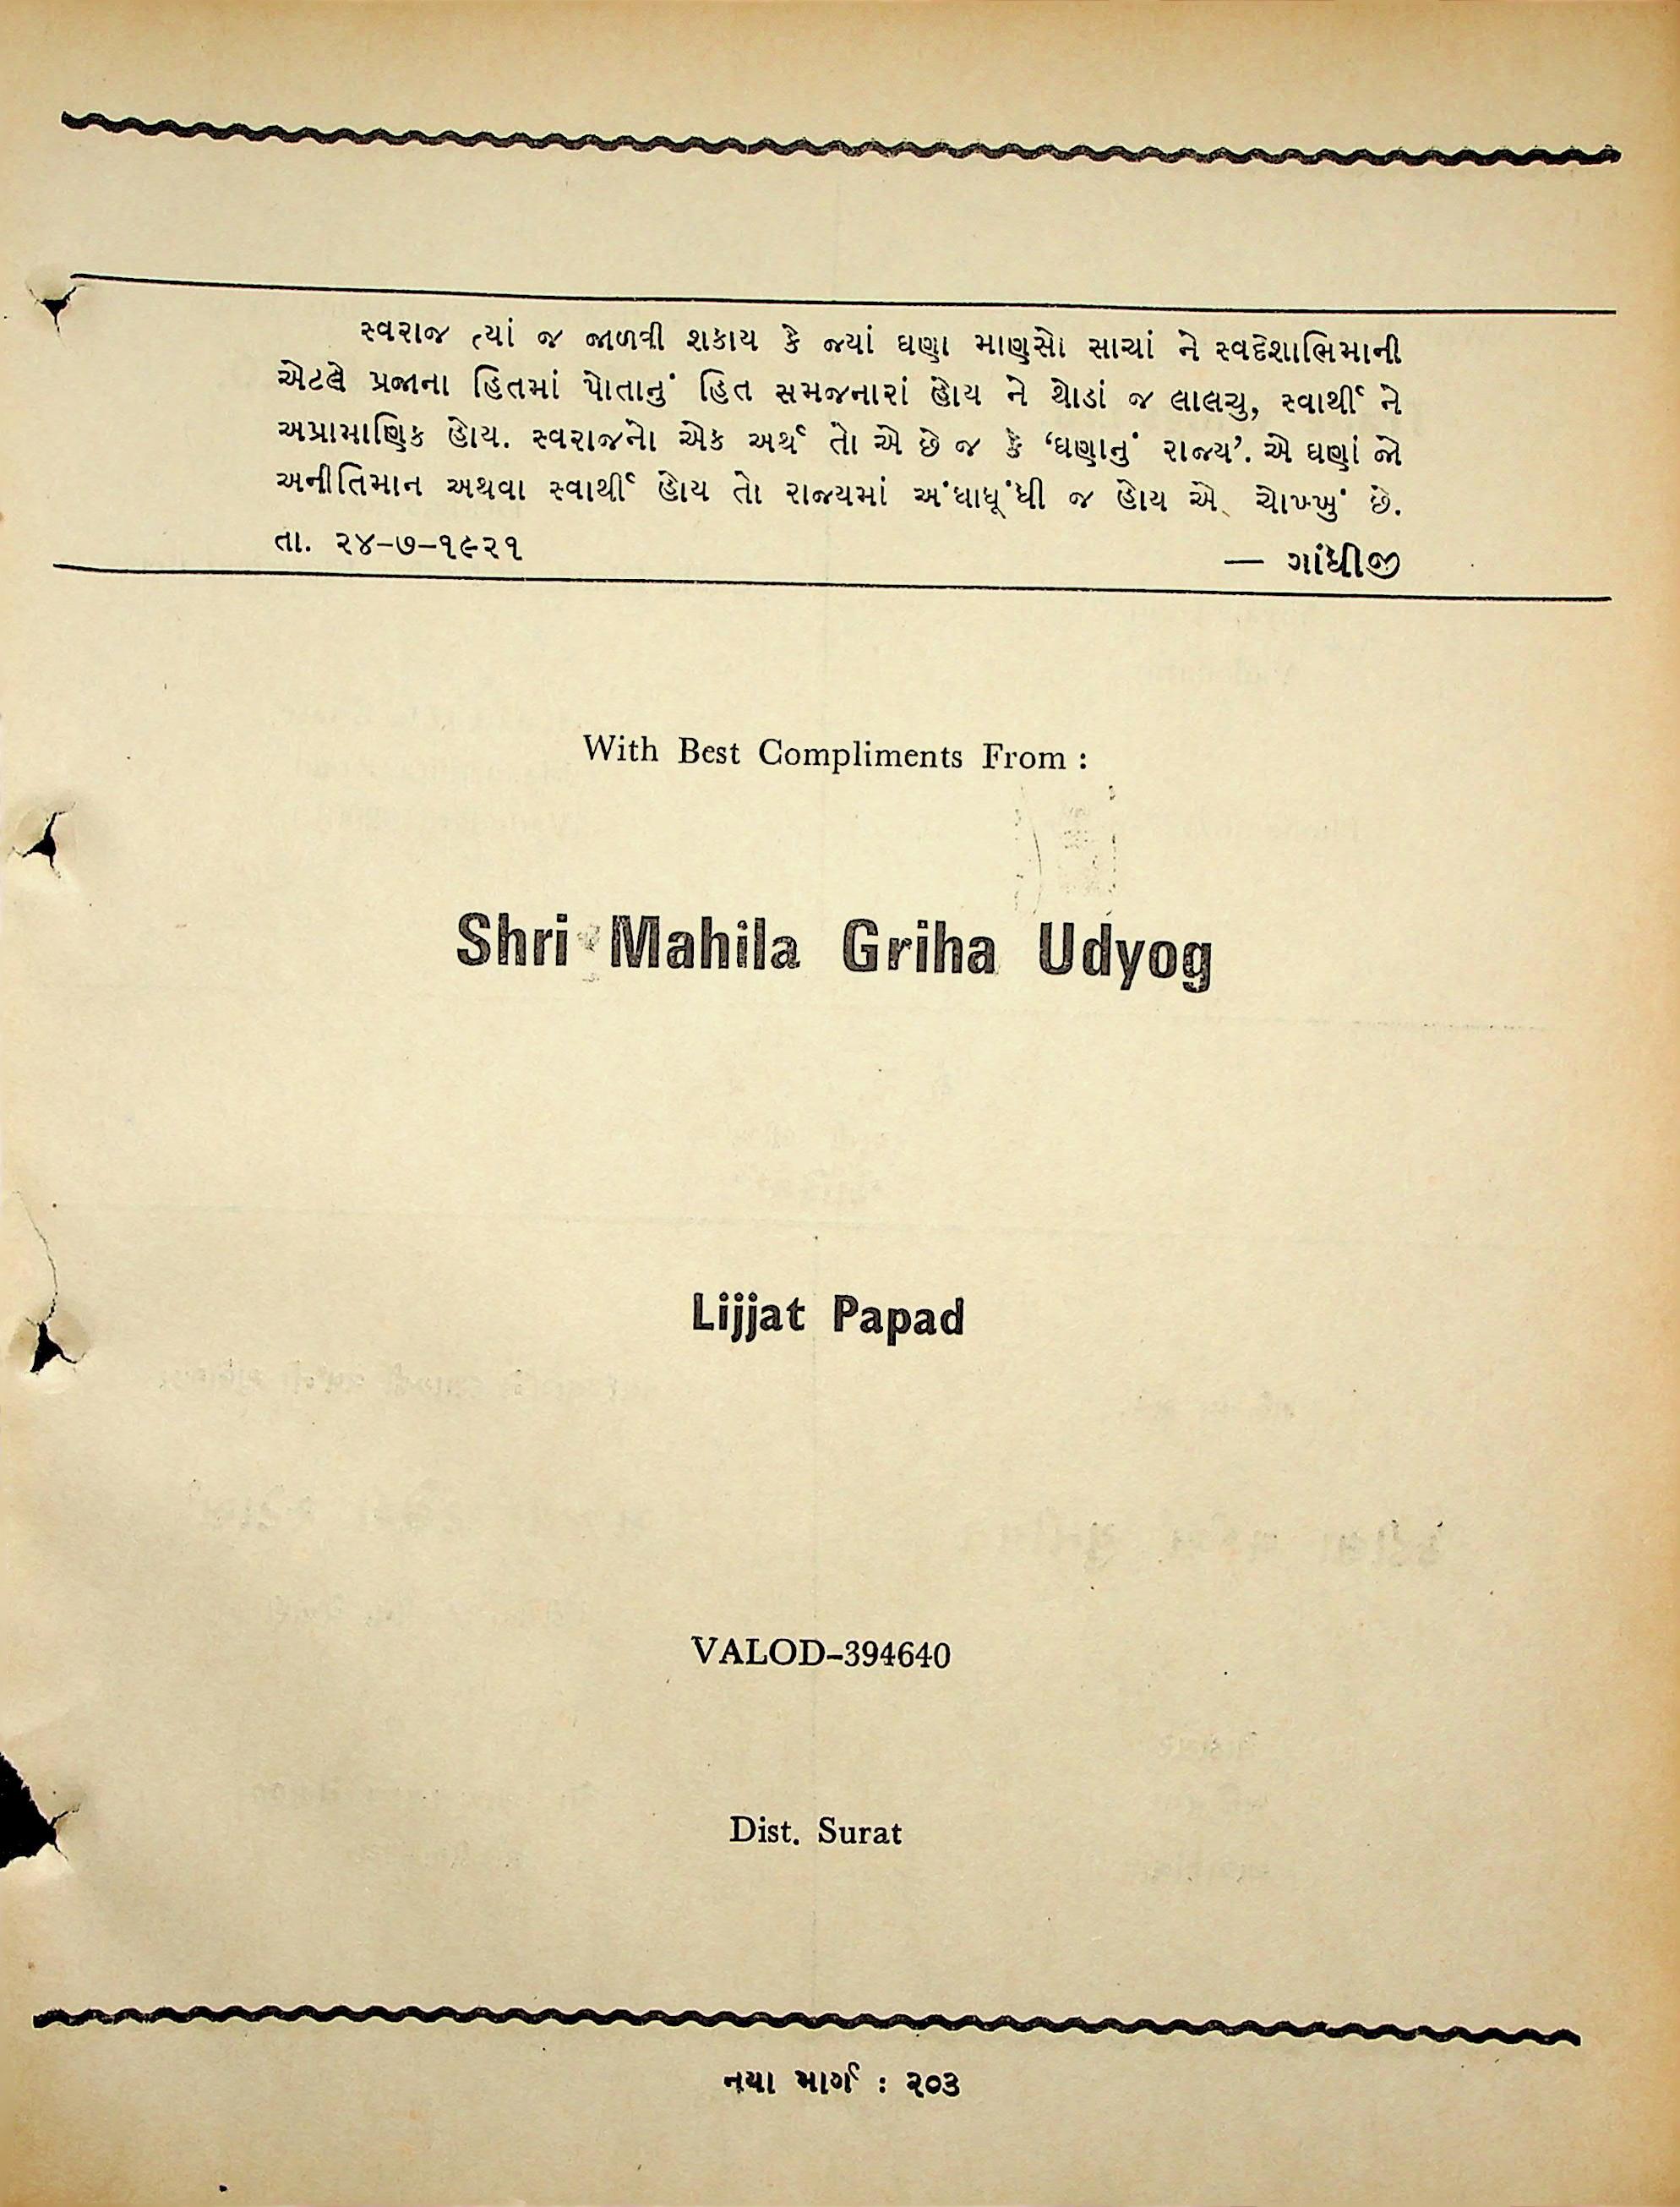 સ્વરાજ ત્યાં જ જાળવી શકાય કે જ્યાં ઘણા માણસો સાચાં ને સ્વદેશાભિમાની
એટલે પ્રજાના હિતમાં પોતાનું હિત સમજનારાં હોય ને થોડાં જ લાલચુ, સ્વાર્થી ને
અપ્રામાણિક હોય. સ્વરાજનો એક અર્થ તો એ છે જ કે ‘ઘણાનું રાજ્ય’. એ ઘણાં જો
અનીતિમાન અથવા સ્વાર્થી હોય તો રાજ્યમાં અંધાધૂંધી જ હોય એ ચોખ્ખું છે.
તા. ૨૪-૭-૧૯૨૧ — ગાંધીજી
With Best Compliments From :
Shri Mahila Griha Udyog
Lijjat Papad
VALOD-394640
Dist. Surat
નયા માર્ગ : ૨૦૩